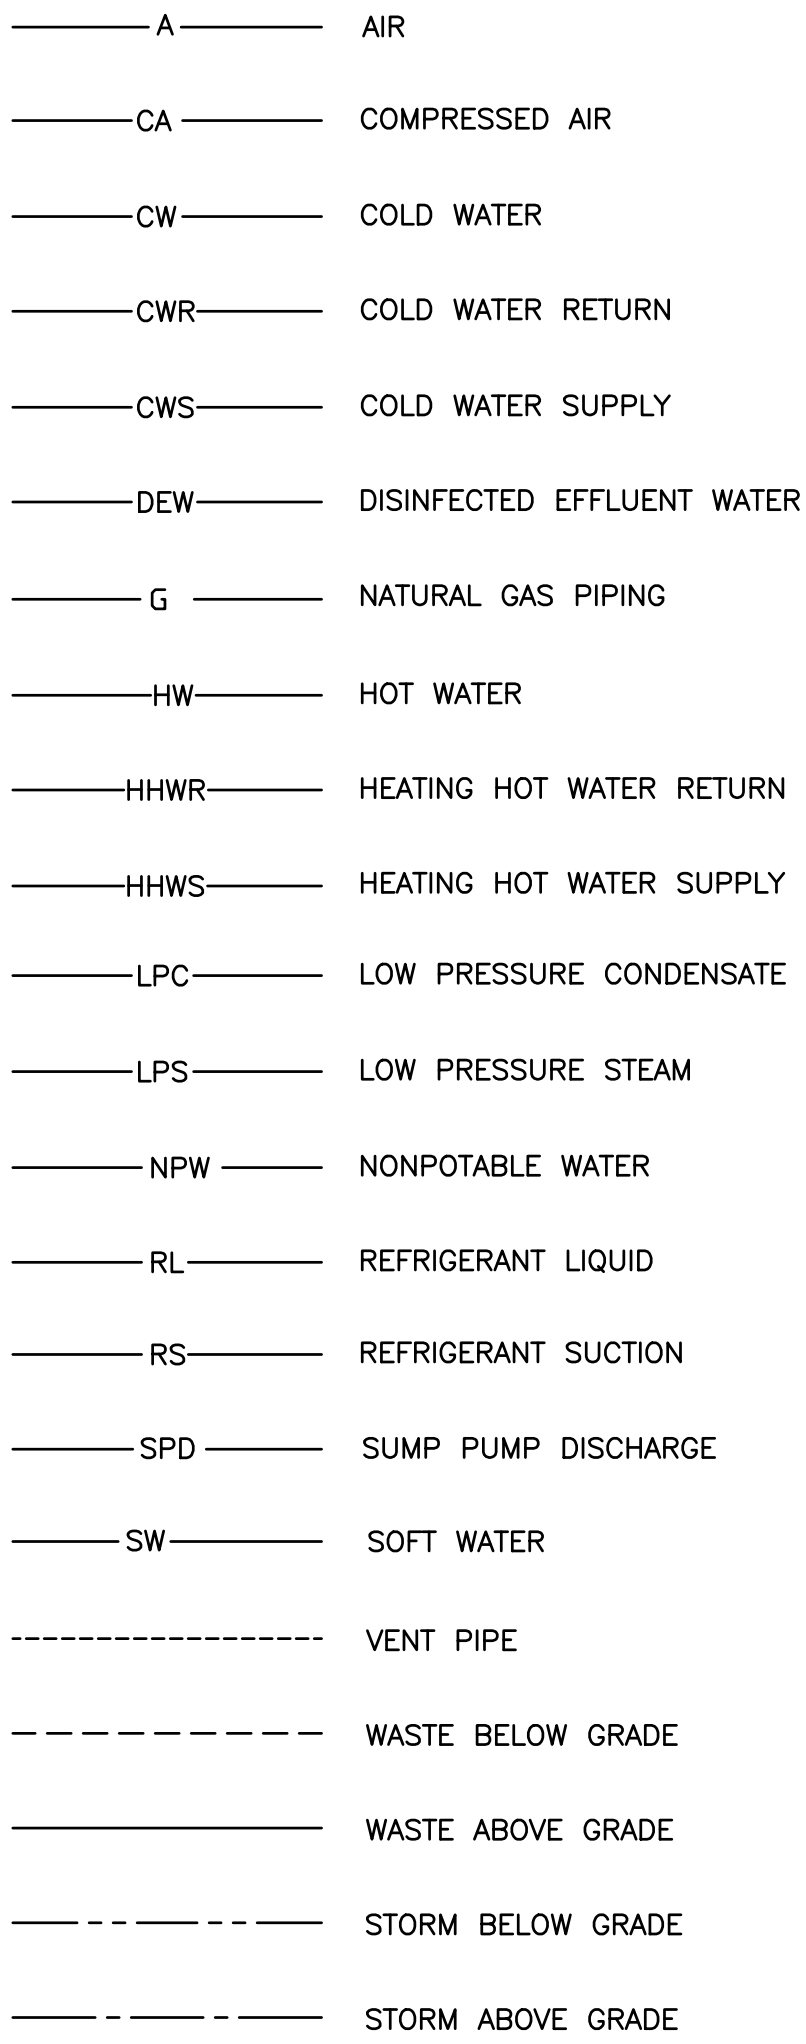 A AIR
CA COMPRESSED AIR
CW COLD WATER
CWR COLD WATER RETURN
CWS COLD WATER SUPPLY
DEW DISINFECTED EFFLUENT WATER
G NATURAL GAS PIPING
HW HOT WATER
HHWR HEATING HOT WATER RETURN
HHWS HEATING HOT WATER SUPPLY
LPC LOW PRESSURE CONDENSATE
LPS LOW PRESSURE STEAM
NPW NONPOTABLE WATER
RL REFRIGERANT LIQUID
RS REFRIGERANT SUCTION
SPD SUMP PUMP DISCHARGE
SW SOFT WATER
VENT PIPE
WASTE BELOW GRADE
WASTE ABOVE GRADE
STORM BELOW GRADE
STORM ABOVE GRADE